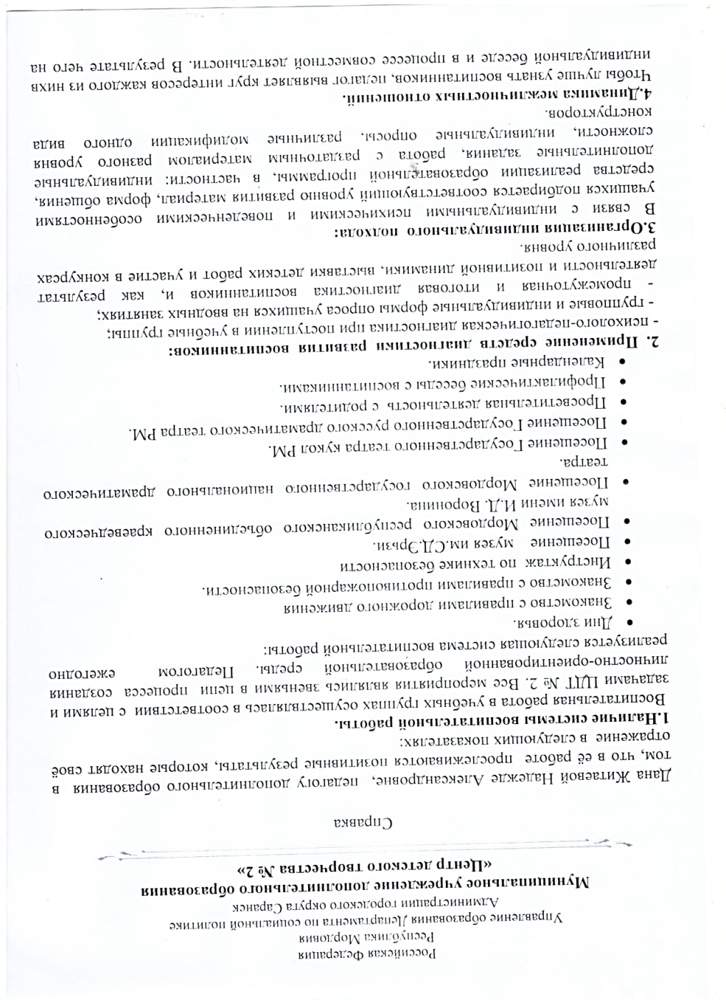 Российская Федерация
Республика Мордовия
Управление образования Департамента по социальной политике
Администрации городского округа Саранск
Муниципальное учреждение дополнительного образования
«Центр детского творчества № 2»
Справка
Дана Житаевой Надежде Александровне, педагогу дополнительного образования в
том, что в её работе прослеживаются позитивные результаты, которые находят своё
отражение в следующих показателях:
1.Наличие системы воспитательной работы.
Воспитательная работа в учебных группах осуществлялась в соответствии с целями и
задачами ЦДТ № 2. Все мероприятия являлись звеньями в цепи процесса создания
личностно-ориентированной образовательной среды. Педагогом ежегодно
реализуется следующая система воспитательной работы:
• Дни здоровья.
• Знакомство с правилами дорожного движения
• Знакомство с правилами противопожарной безопасности.
• Инструктаж по технике безопасности
• Посещение музея им.С.Д.Эрьзи.
• Посещение Мордовского республиканского объединенного краеведческого
музея имени И.Д. Воронина.
• Посещение Мордовского государственного национального драматического
театра.
• Посещение Государственного театра кукол РМ.
• Посещение Государственного русского драматического театра РМ.
• Просветительная деятельность с родителями.
• Профилактические беседы с воспитанниками.
• Календарные праздники.
2. Применение средств диагностики развития воспитанников:
- психолого-педагогическая диагностика при поступлении в учебные группы;
- групповые и индивидуальные формы опроса учащихся на вводных занятиях;
- промежуточная и итоговая диагностика воспитанников и, как результат
деятельности и позитивной динамики, выставки детских работ и участие в конкурсах
различного уровня.
3.Организация индивидуального подхода:
В связи с индивидуальными психическими и поведенческими особенностями
учащихся подбирается соответствующий уровню развития материал, форма общения,
средства реализации образовательной программы, в частности: индивидуальные
дополнительные задания, работа с раздаточным материалом разного уровня
сложности, индивидуальные опросы, различные модификации одного вида
конструкторов.
4.Динамика межличностных отношений.
Чтобы лучше узнать воспитанников, педагог выявляет круг интересов каждого из нихв
индивидуальной беседе и в процессе совместной деятельности. В результате чего на